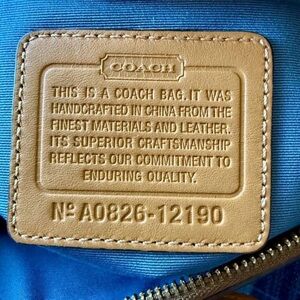 COACH
THIS IS A COACH BAG. IT WAS
HANDCRAFTED IN CHINA FROM THE
FINEST MATERIALS AND LEATHER.
ITS SUPERIOR CRAFTSMANSHIP
REFLECTS OUR COMMITMENT TO
ENDURING QUALITY.
Nº A0826-12190